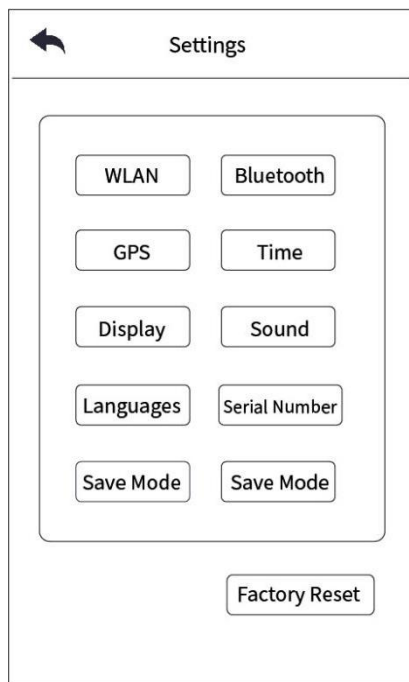 Settings
WLAN
Bluetooth
GPS
Time
Display
Sound
Languages
Serial Number
Save Mode
Save Mode
Factory Reset